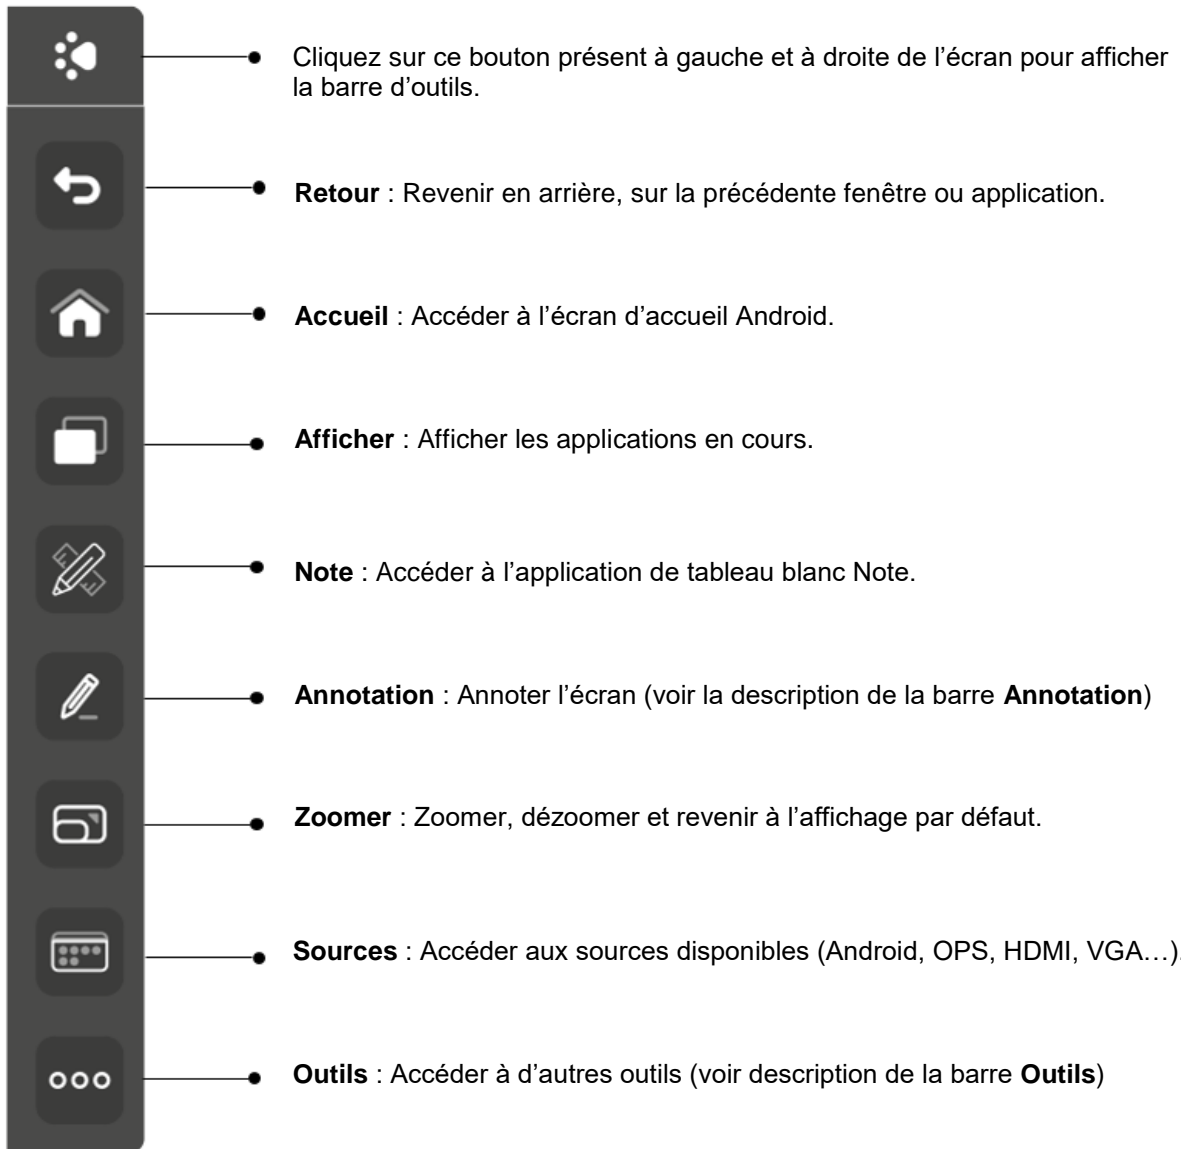 Cliquez sur ce bouton présent à gauche et à droite de l’écran pour afficher
la barre d’outils.
Retour : Revenir en arrière, sur la précédente fenêtre ou application.
Accueil : Accéder à l’écran d’accueil Android.
Afficher : Afficher les applications en cours.
Note : Accéder à l’application de tableau blanc Note.
Annotation : Annoter l’écran (voir la description de la barre Annotation)
Zoomer : Zoomer, dézoomer et revenir à l’affichage par défaut.
Sources : Accéder aux sources disponibles (Android, OPS, HDMI, VGA…).
Outils : Accéder à d’autres outils (voir description de la barre Outils)